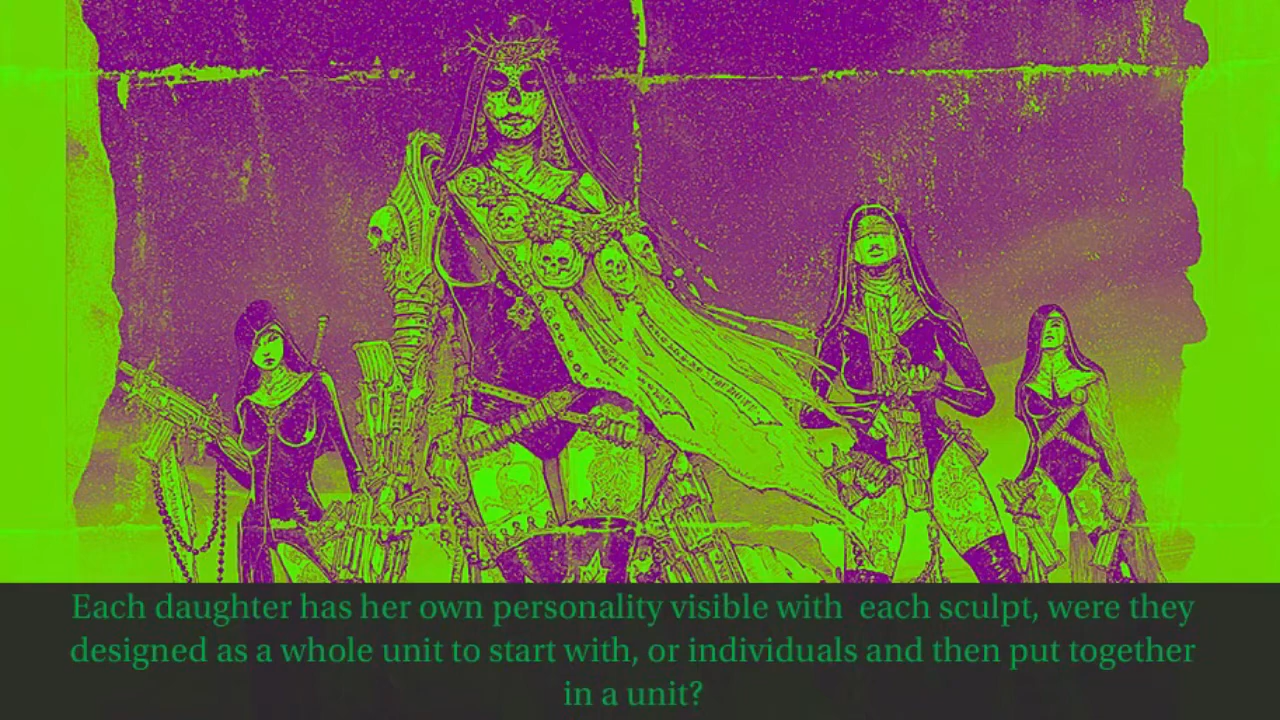 Each daughter has her own personality visible with  each sculpt, were they
designed as a whole unit to start with, or individuals and then put together
in a unit?